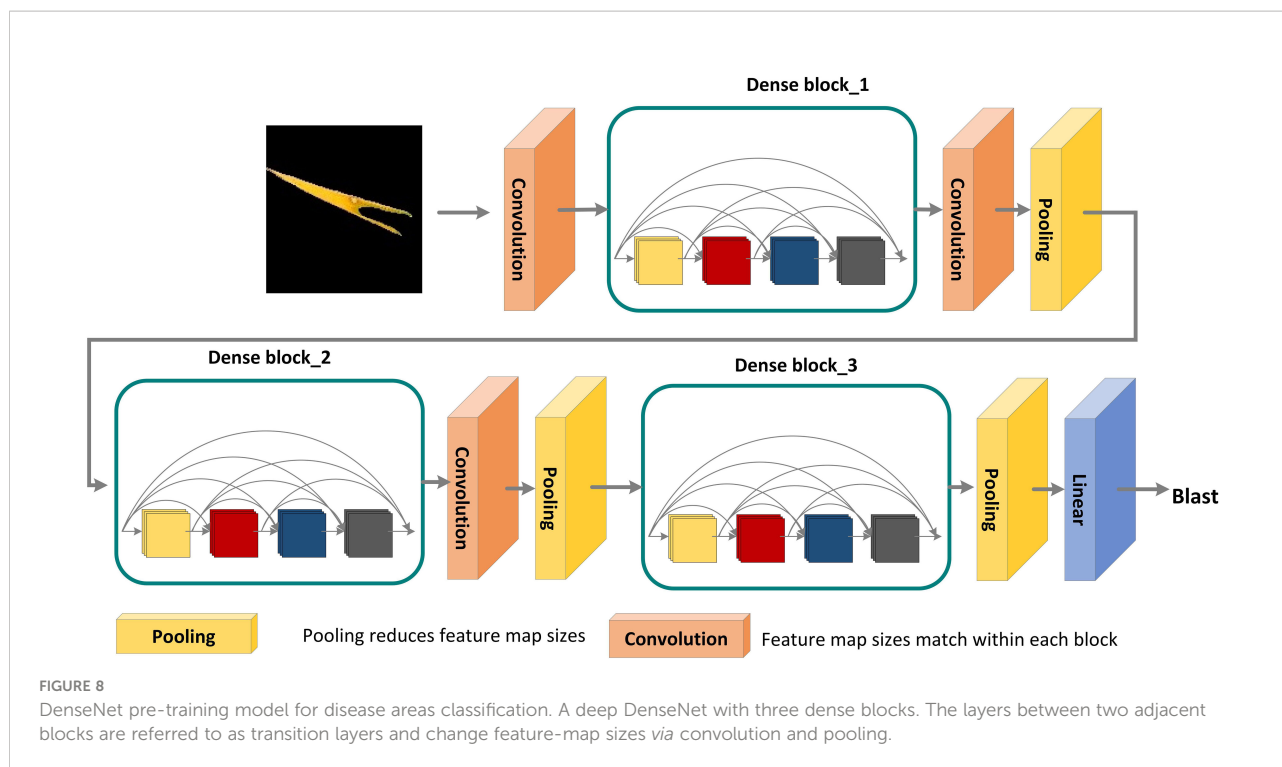 Dense block_1
Convolution
Convolution
Pooling
Dense block_2
Dense block_3
Convolution
Pooling
Pooling
Linear
Blast
Pooling
Pooling reduces feature map sizes
Convolution
Feature map sizes match within each block
FIGURE 8
DenseNet pre-training model for disease areas classification. A deep DenseNet with three dense blocks. The layers between two adjacent
blocks are referred to as transition layers and change feature-map sizes via convolution and pooling.